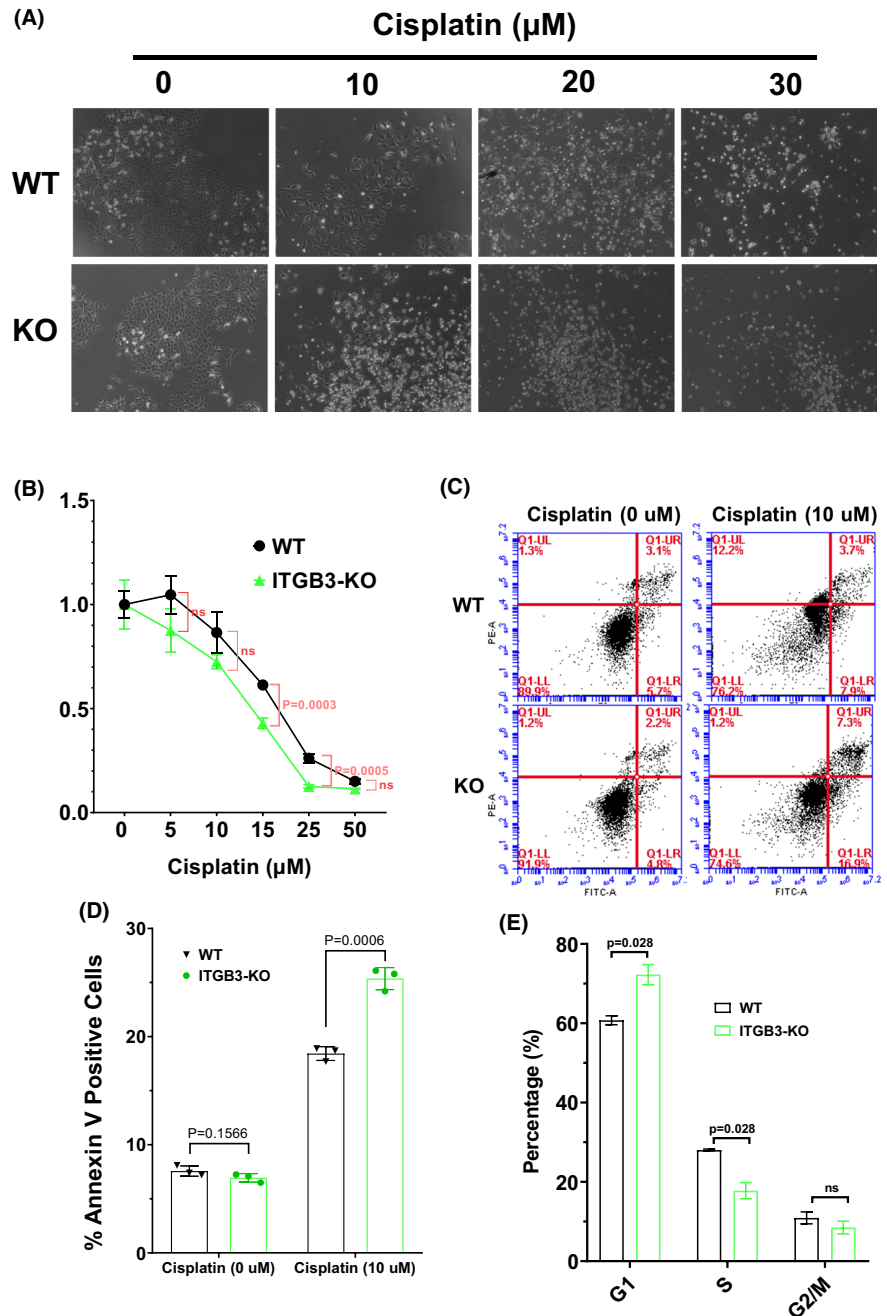 (A)
Cisplatin (µM)
0 10 20 30
WT
KO
(B)
1.5
1.0
0.5
0.0
WT
ITGB3-KO
ns
ns
P=0.0003
P=0.0005
ns
0 5 10 15 25 50
Cisplatin (µM)
(C)
Cisplatin (0 uM) Cisplatin (10 uM)
WT
Q1-UL
1.3%
Q1-UR
3.1%
Q1-LL
89.9%
Q1-LR
5.7%
PE-A
Q1-UL
12.2%
Q1-UR
3.7%
Q1-LL
76.2%
Q1-LR
7.9%
KO
Q1-UL
1.2%
Q1-UR
2.2%
Q1-LL
91.9%
Q1-LR
4.8%
PE-A
FITC-A
Q1-UL
1.2%
Q1-UR
7.3%
Q1-LL
74.6%
Q1-LR
16.9%
FITC-A
(D)
% Annexin V Positive Cells
30
20
10
0
WT
ITGB3-KO
P=0.0006
P=0.1566
Cisplatin (0 uM) Cisplatin (10 uM)
(E)
Percentage (%)
80
60
40
20
0
p=0.028
WT
ITGB3-KO
p=0.028
ns
G1 S G2/M